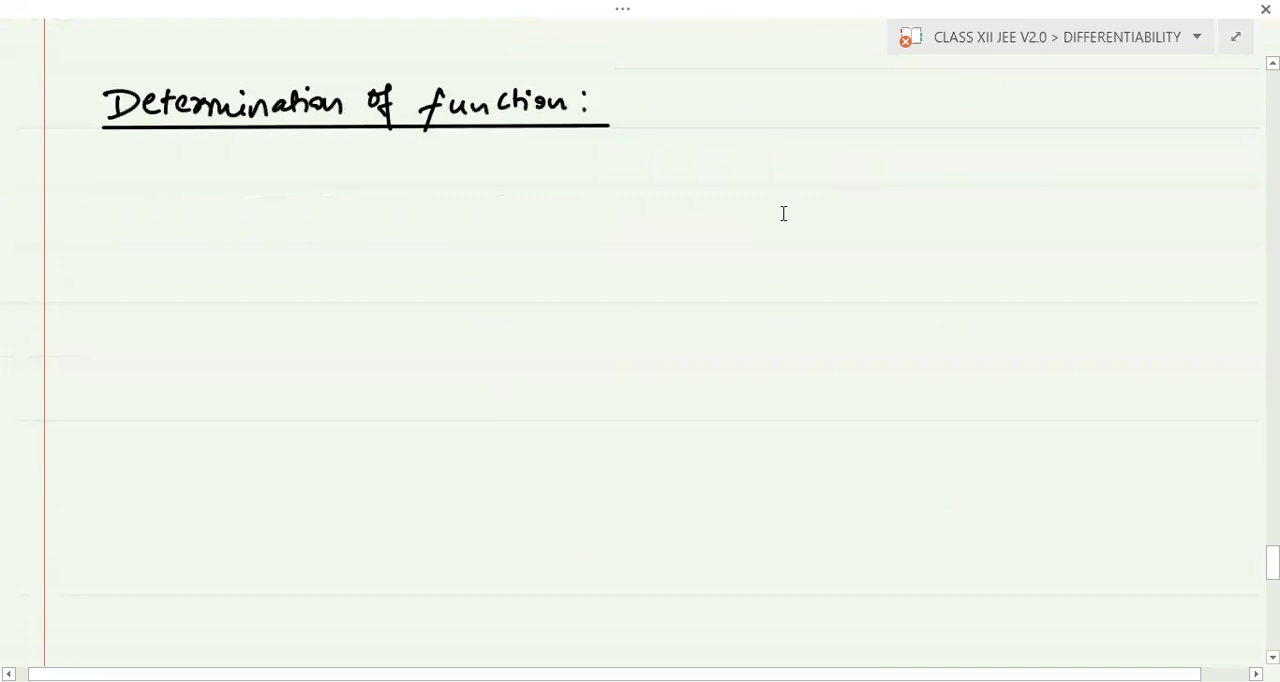 CLASS XII JEE V2.0 > DIFFERENTIABILITY
Determination of function: